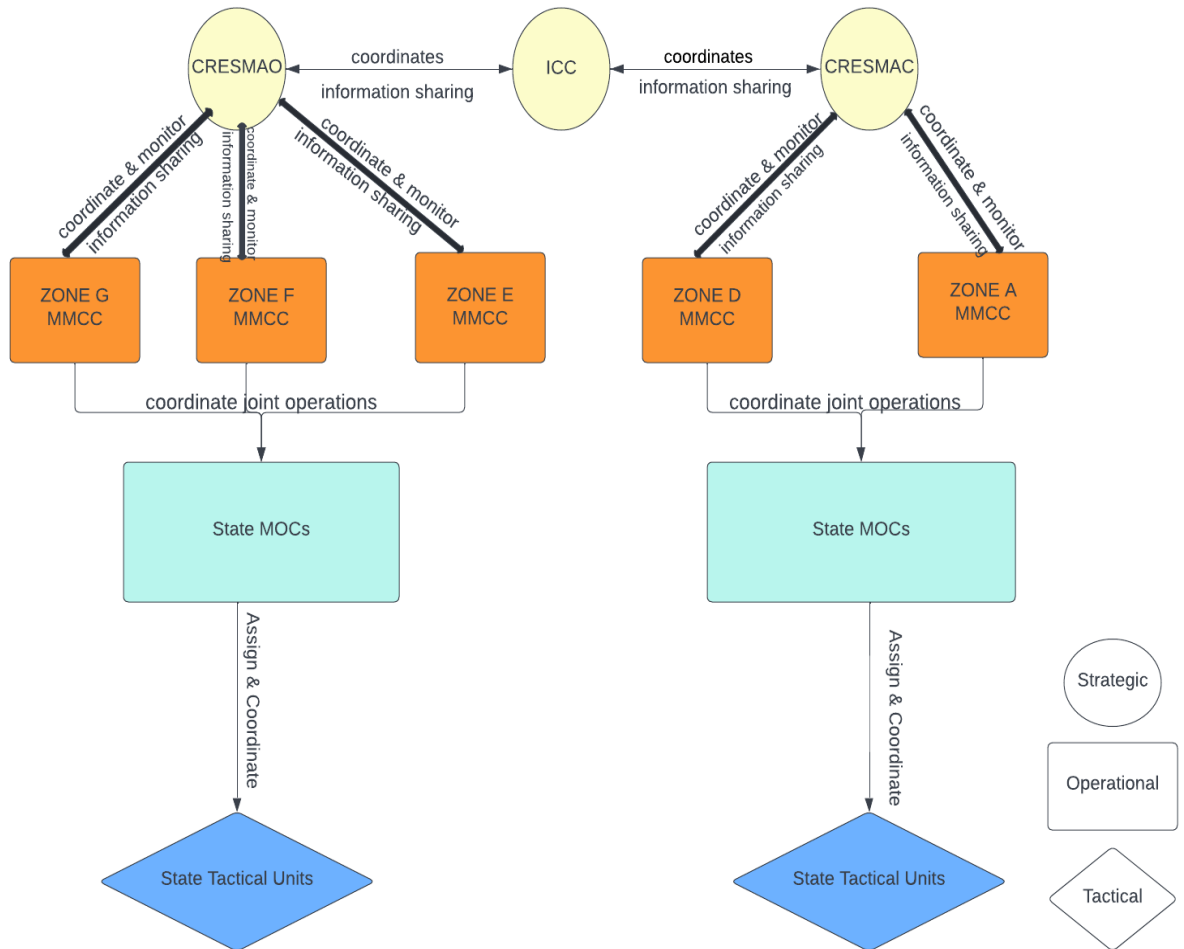 CRESMAO
coordinates
information sharing
ICC
coordinates
information sharing
CRESMAC
coordinate & monitor
information sharing
coordinate & monitor
information sharing
coordinate & monitor
information sharing
coordinate & monitor
information sharing
coordinate & monitor
information sharing
ZONE G
MMCC
ZONE F
MMCC
ZONE E
MMCC
ZONE D
MMCC
ZONE A
MMCC
coordinate joint operations
coordinate joint operations
State MOCs
State MOCs
Assign & Coordinate
Assign & Coordinate
State Tactical Units
State Tactical Units
Strategic
Operational
Tactical